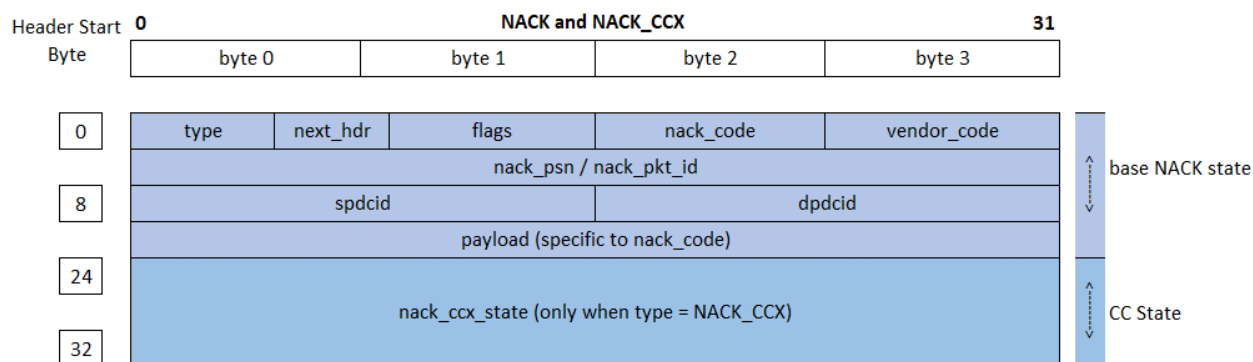 Header Start Byte
0 NACK and NACK_CCX 31
byte 0 byte 1 byte 2 byte 3
0 type next_hdr flags nack_code vendor_code
nack_psn / nack_pkt_id
base NACK state
8 spdcid dpdcid
payload (specific to nack_code)
24
nack_ccx_state (only when type = NACK_CCX)
CC State
32